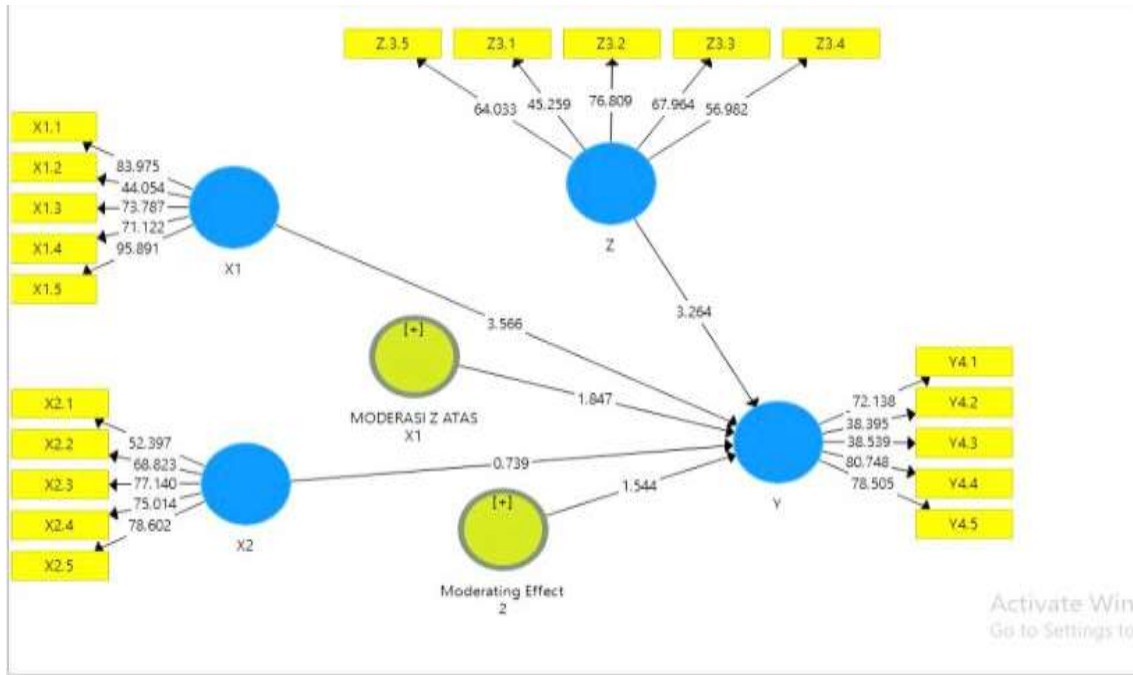 Z.3.5
Z3.1
Z3.2
Z3.3
Z3.4
64.033
45.259
76.809
67.964
56.982
Z
X1.1
X1.2
X1.3
X1.4
X1.5
83.975
44.054
73.787
71.122
95.891
X1
3.566
3.264
[+]
MODERASI Z ATAS
X1
1.847
X2.1
X2.2
X2.3
X2.4
X2.5
52.397
68.823
77.140
75.014
78.602
X2
0.739
[+]
Moderating Effect
2
1.544
Y
72.138
38.395
38.539
80.748
78.505
Y4.1
Y4.2
Y4.3
Y4.4
Y4.5
Activate Win
Go to Settings to